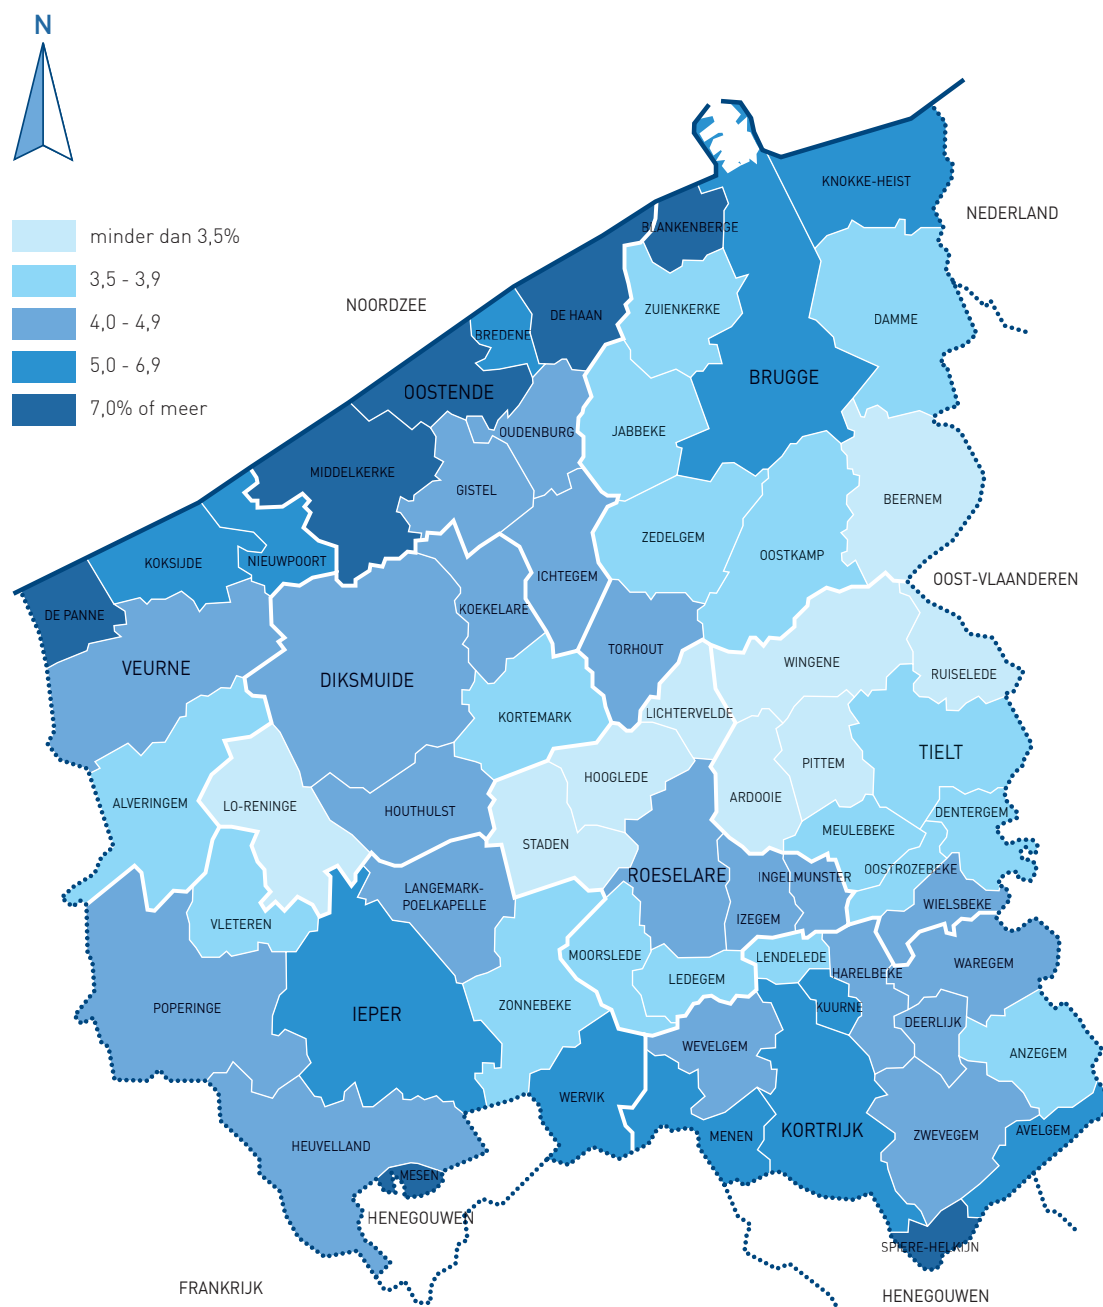 N
minder dan 3,5%
3,5 - 3,9
4,0 - 4,9
5,0 - 6,9
7,0% of meer
NOORDZEE
NEDERLAND
OOST-VLAANDEREN
KNOKKE-HEIST
BLANKENBERGE
ZUIENKERKE
DE HAAN
BREDENE
DAMME
BRUGGE
OOSTENDE
OUDENBURG
JABBEKE
MIDDELKERKE
GISTEL
BEERNEM
ZEDELGEM
OOSTKAMP
KOKSIJDE
NIEUWPOORT
ICHTEGEM
DE PANNE
KOEKELARE
VEURNE
DIKSMUIDE
TORHOUT
WINGENE
RUISELEDE
KORTEMARK
LICHTERVELDE
TIELT
PITTEM
HOOGLEDE
ARDOOIE
ALVERINGEM
LO-RENINGE
HOUTHULST
DENTERGEM
MEULEBEKE
STADEN
ROESELARE
INGELMUNSTER
OOSTROZEBEKE
LANGEMARK-
POELKAPELLE
WIELSBEKE
IZEGEM
VLETEREN
MOORSLEDE
LENDELEDE
HARELBEKE
WAREGEM
LEDEGEM
POPERINGE
IEPER
ZONNEBEKE
KUURNE
DEERLIJK
WEVELGEM
ANZEGEM
WERVIK
MENEN
KORTRIJK
ZWEVEGEM
AVELGEM
HEUVELLAND
MESEN
HENEGOUWEN
SPIERE-HELKIJN
FRANKRIJK
HENEGOUWEN